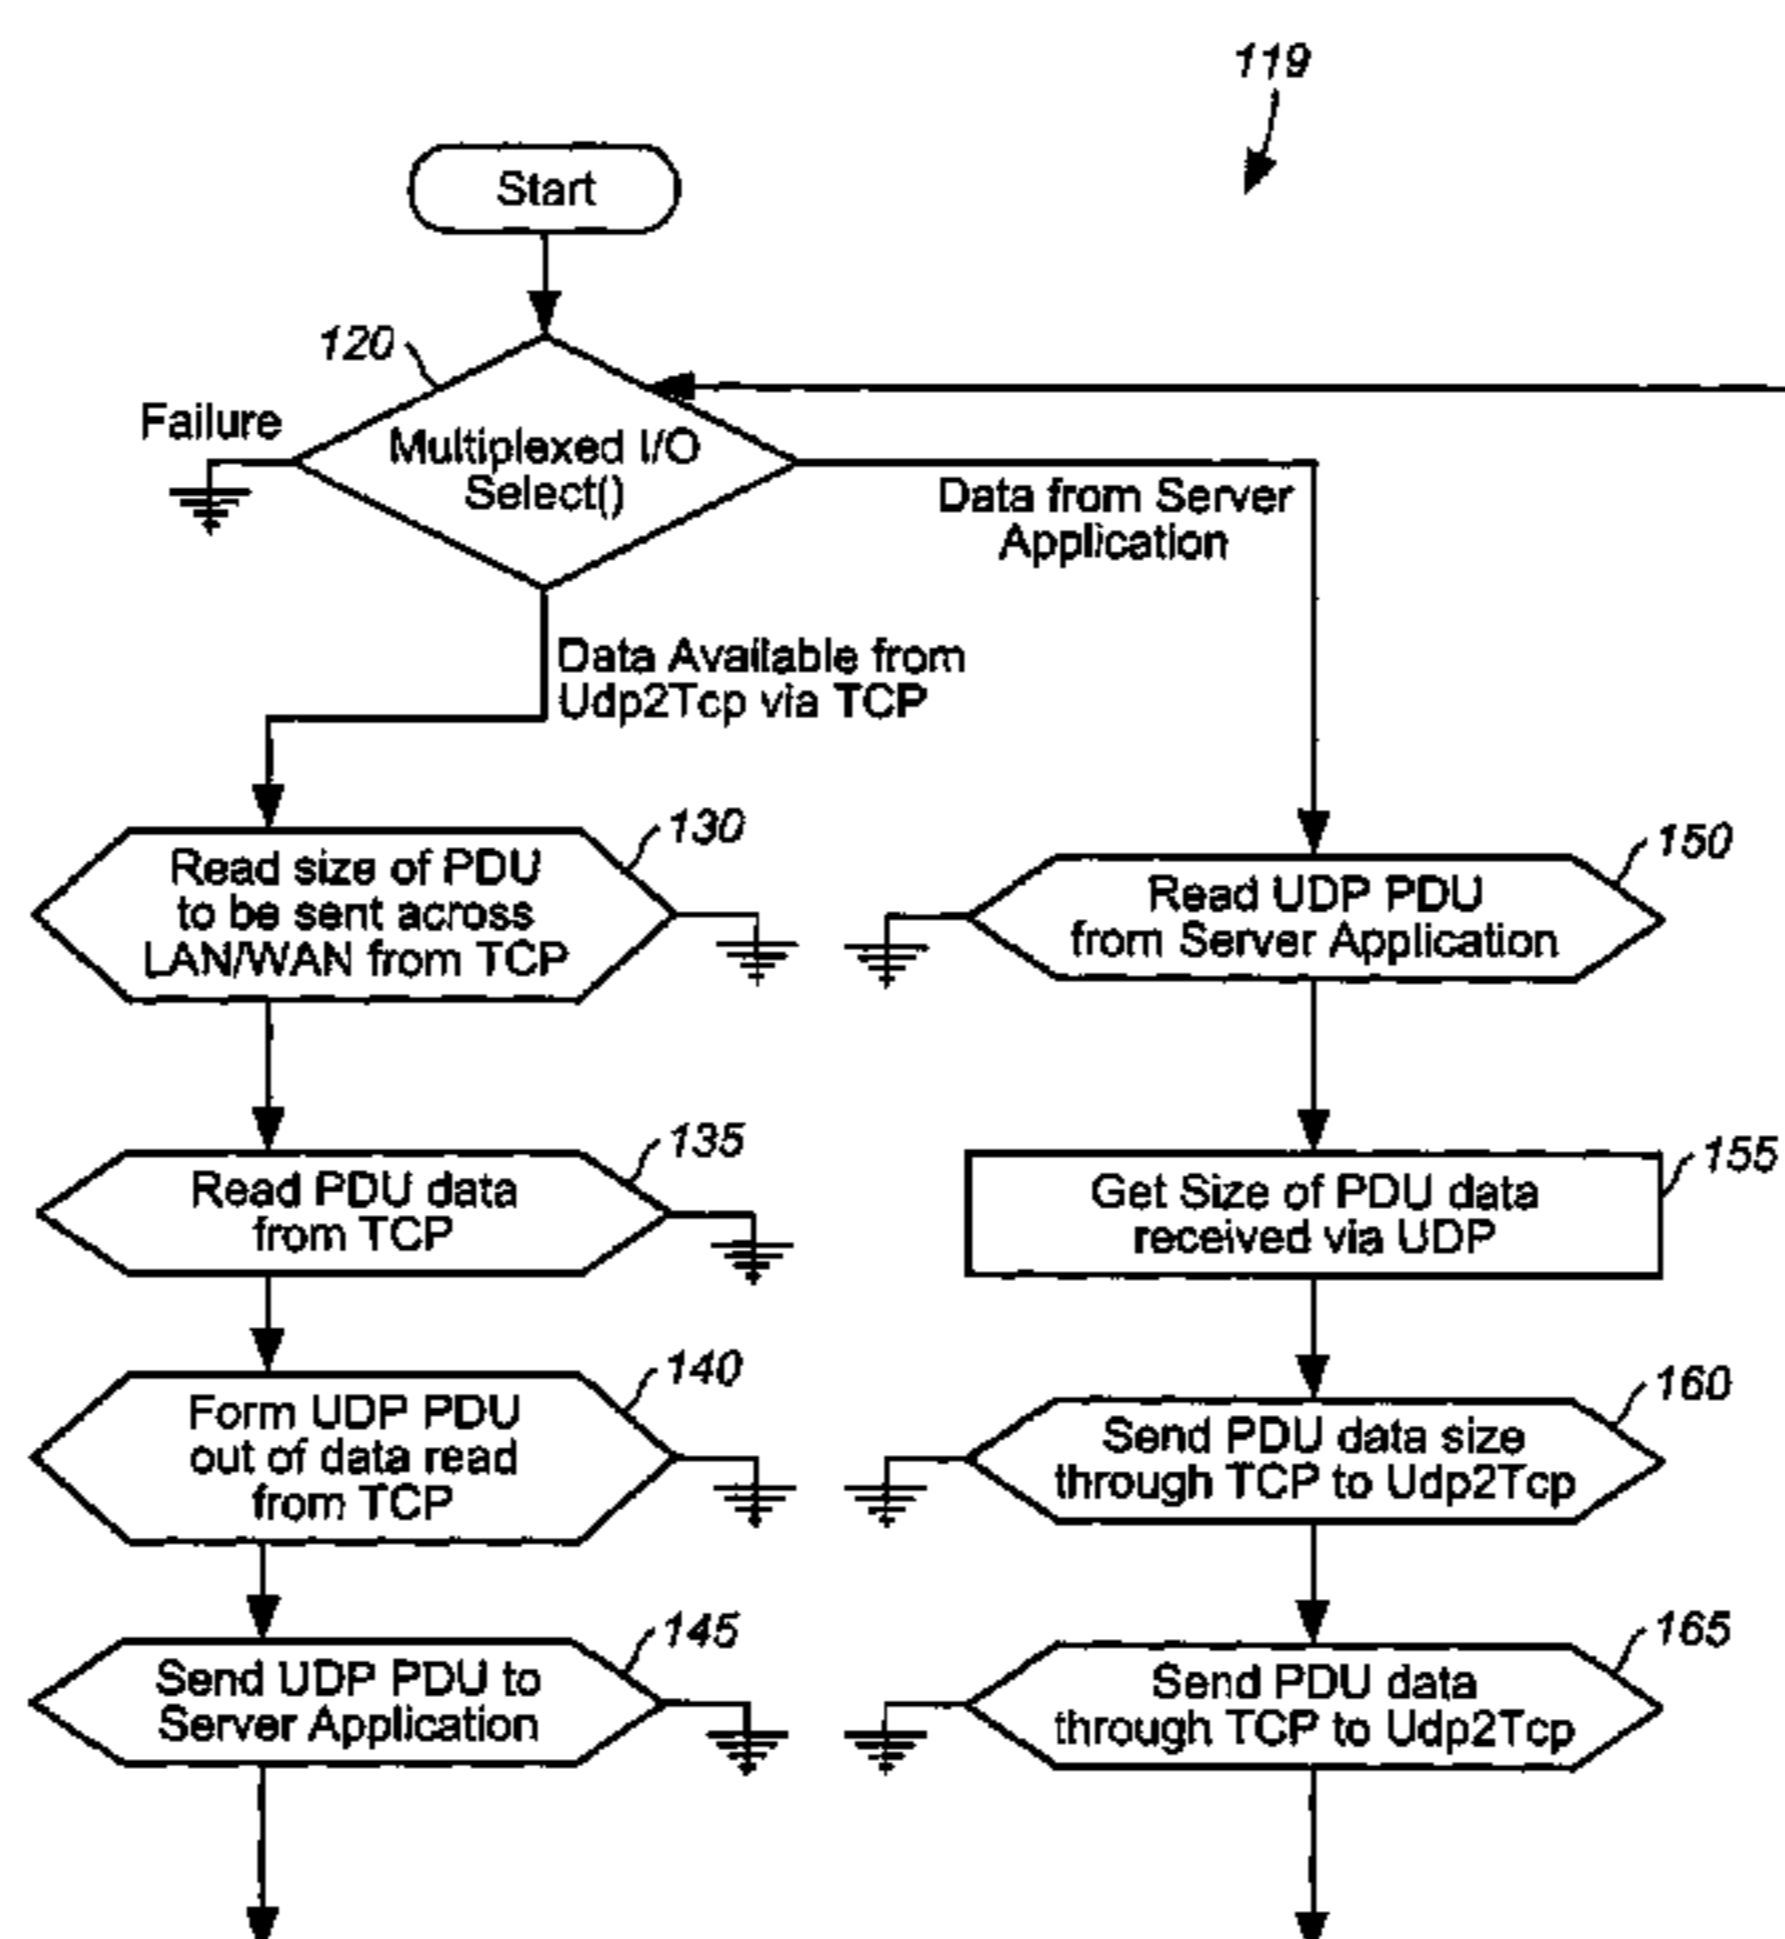 119
Start
120
Failure
Multiplexed I/O
Select()
Data from Server
Application
Data Available from
Udp2Tcp via TCP
130
Read size of PDU
to be sent across
LAN/WAN from TCP
150
Read UDP PDU
from Server Application
135
Read PDU data
from TCP
155
Get Size of PDU data
received via UDP
140
Form UDP PDU
out of data read
from TCP
160
Send PDU data size
through TCP to Udp2Tcp
145
Send UDP PDU to
Server Application
165
Send PDU data
through TCP to Udp2Tcp